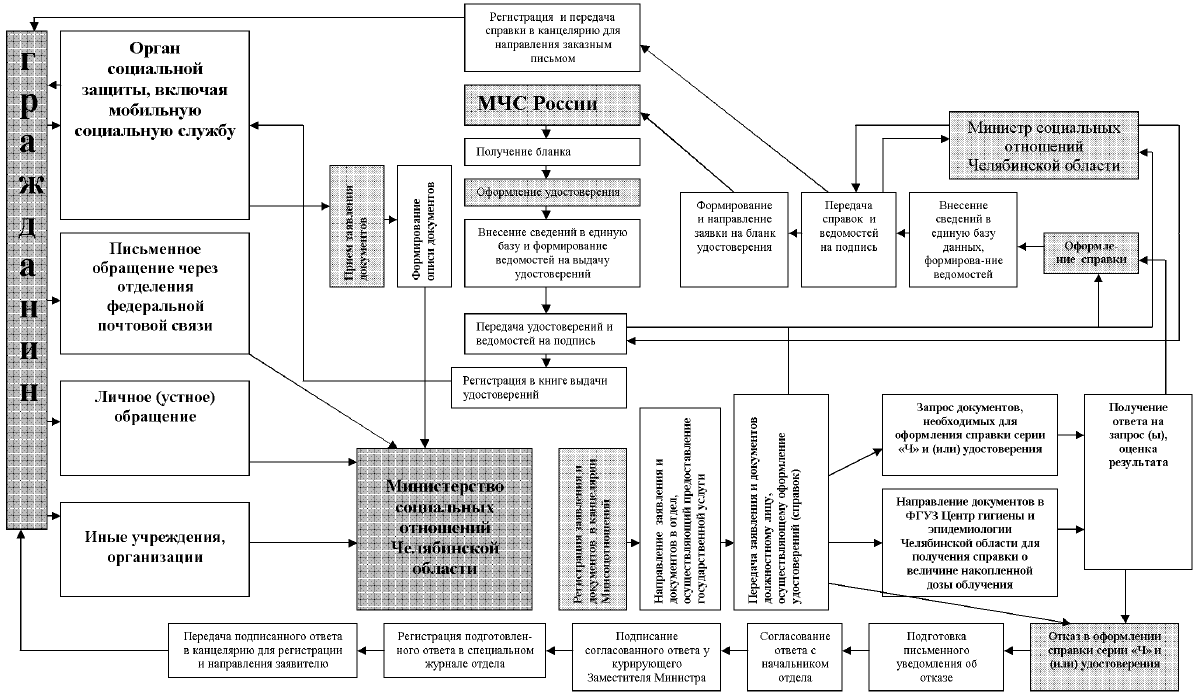 гражданин
Орган
социальной
защиты, включая
мобильную
социальную службу
Письменное
обращение через
отделения
федеральной
почтовой связи
Личное (устное)
обращение
Иные учреждения,
организации
Прием заявления
документов
Формирование
описи документов
Регистрация и передача
справки в канцелярию для
направления заказным
письмом
МЧС России
Получение бланка
Оформление удостоверения
Внесение сведений в единую
базу и формирование
ведомостей на выдачу
удостоверений
Передача удостоверений и
ведомостей на подпись
Регистрация в книге выдачи
удостоверений
Формирование
и направление
заявки на бланк
удостоверения
Передача
справок и
ведомостей
на подпись
Внесение
сведений в
единую базу
данных,
формирова-ние
ведомостей
Министр социальных
отношений
Челябинской области
Оформле-
ние справки
Министерство
социальных
отношений
Челябинской
области
Регистрация заявления и
документов в канцелярии
Минсоцотношений
Направление заявления и
документов в отдел,
осуществляющий предоставление
государственной услуги
Передача заявления и документов
должностному лицу,
осуществляющему оформление
удостоверений (справок)
Запрос документов,
необходимых для
оформления справки серии
«Ч» и (или) удостоверения
Направление документов в
ФГУЗ Центр гигиены и
эпидемиологии
Челябинской области для
получения справки о
величине накопленной
дозы облучения
Получение
ответа на
запрос (ы),
оценка
результата
Передача подписанного ответа
в канцелярию для регистрации
и направления заявителю
Регистрация подготовлен-
ного ответа в специальном
журнале отдела
Подписание
согласованного ответа у
курирующего
Заместителя Министра
Согласование
ответа с
начальником
отдела
Подготовка
письменного
уведомления об
отказе
Отказ в оформлении
справки серии «Ч» и
(или) удостоверения